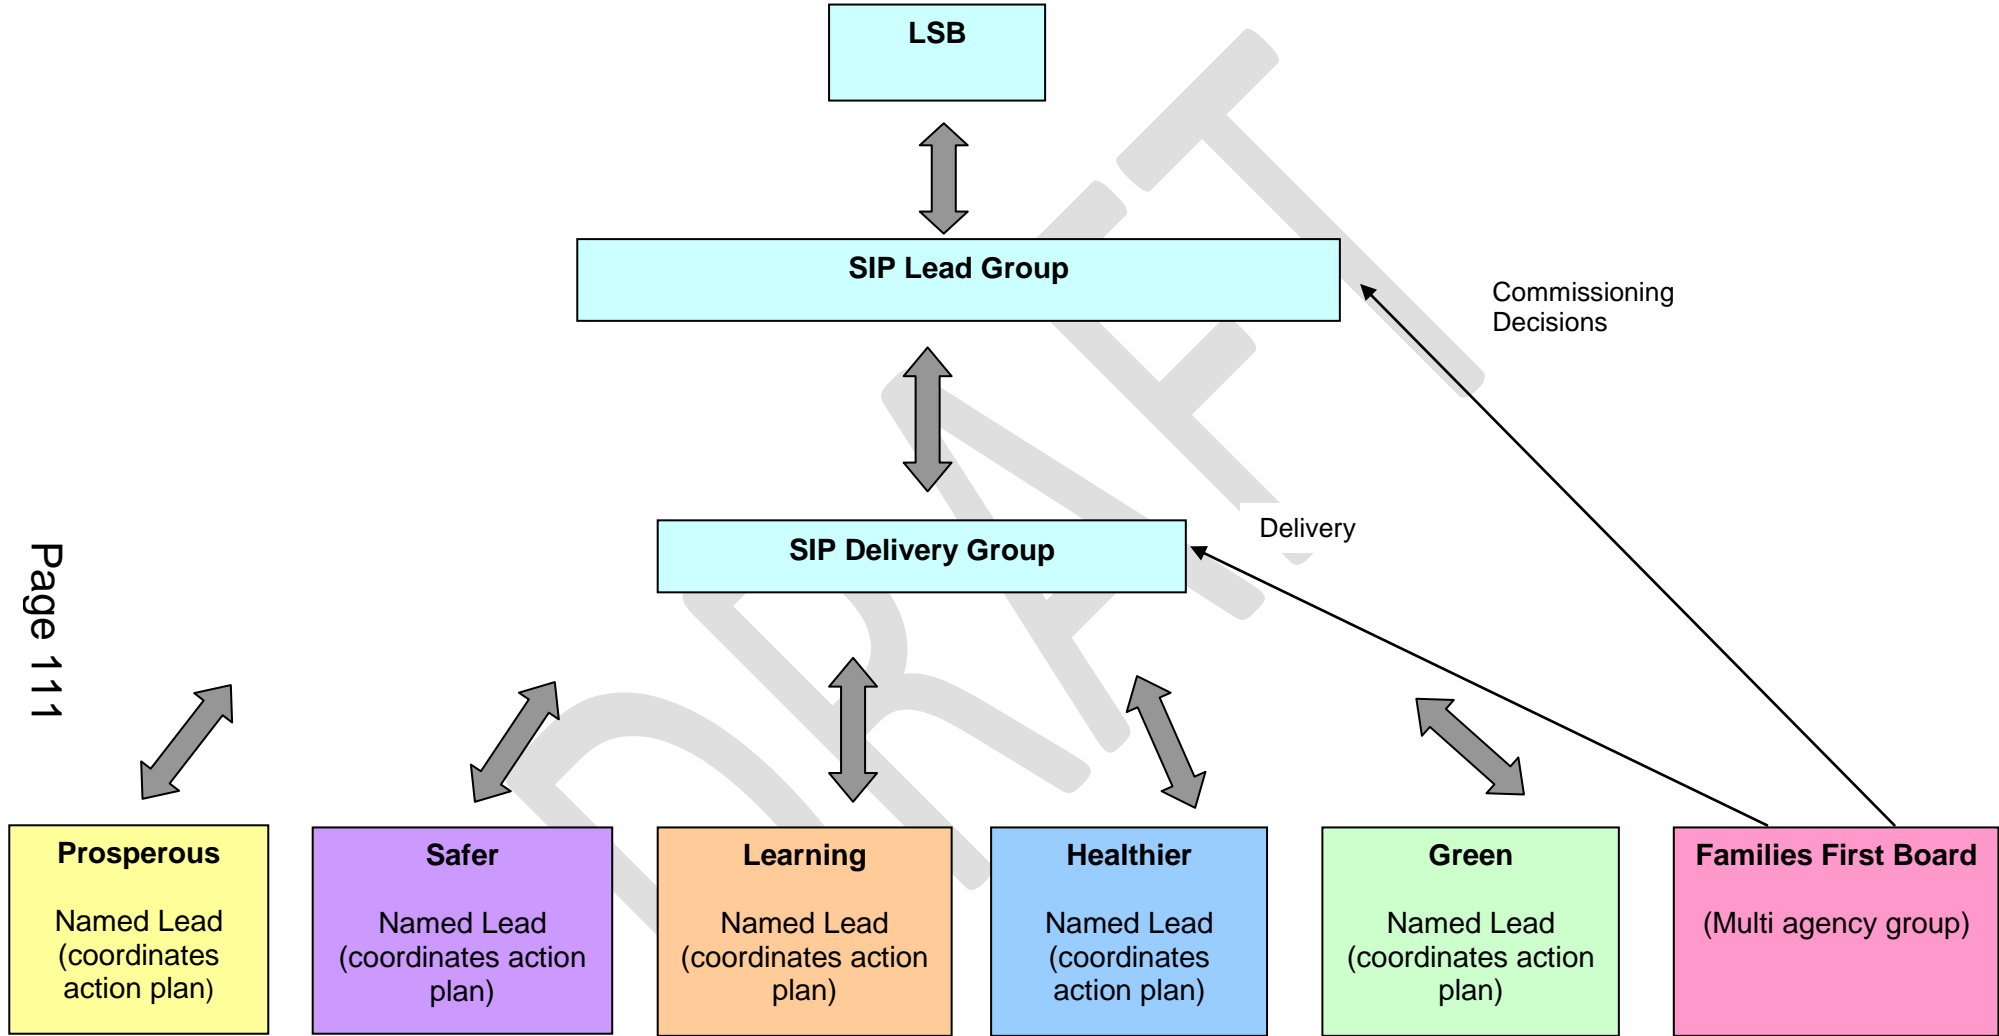 LSB
SIP Lead Group
Commissioning
Decisions
SIP Delivery Group
Delivery
Prosperous
Named Lead
(coordinates
action plan)
Safer
Named Lead
(coordinates action
plan)
Learning
Named Lead
(coordinates action
plan)
Healthier
Named Lead
(coordinates
action plan)
Green
Named Lead
(coordinates action
plan)
Families First Board
(Multi agency group)
Page 111
DRAFT